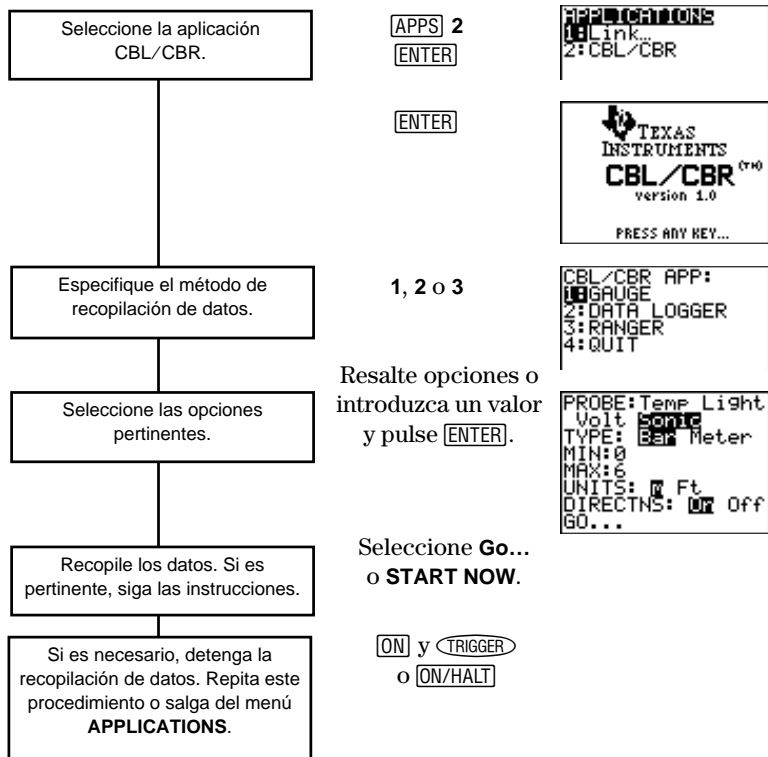 Seleccione la aplicación
CBL/CBR.
APPS 2
ENTER
APPLICATIONS
1:Link…
2:CBL/CBR
ENTER
TEXAS
INSTRUMENTS
CBL/CBR (TM)
version 1.0
PRESS ANY KEY...
Especifique el método de
recopilación de datos.
1, 2 o 3
CBL/CBR APP:
1:GAUGE
2:DATA LOGGER
3:RANGER
4:QUIT
Seleccione las opciones
pertinentes.
Resalte opciones o
introduzca un valor
y pulse ENTER.
PROBE:Temp Light
Volt Sonic
TYPE: Bar Meter
MIN:0
MAX:6
UNITS: m Ft
DIRECTNS: On Off
GO...
Recopile los datos. Si es
pertinente, siga las instrucciones.
Seleccione Go…
o START NOW.
Si es necesario, detenga la
recopilación de datos. Repita este
procedimiento o salga del menú
APPLICATIONS.
ON y TRIGGER
o ON/HALT